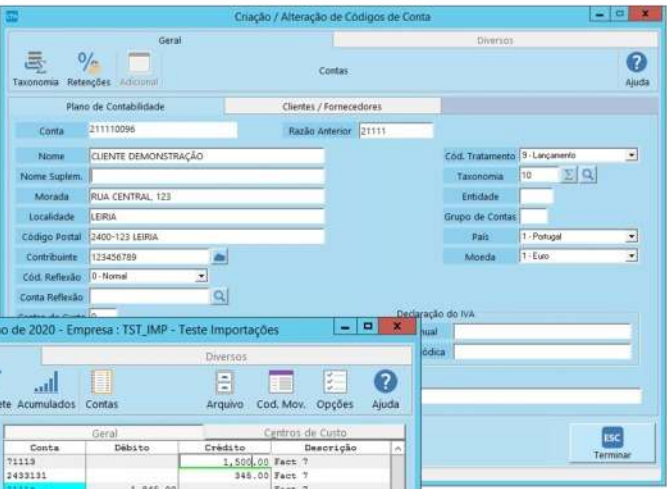 Criação / Alteração de Códigos de Conta
Geral
Diversos
Taxonomia
Retenções
Adicional
Contas
Ajuda
Plano de Contabilidade
Clientes / Fornecedores
Conta 211110096
Razão Anterior 21111
Nome CLIENTE DEMONSTRAÇÃO
Cód. Tratamento 9 - Lançamento
Nome Suplem.
Taxonomia 10
Morada RUA CENTRAL, 123
Entidade
Localidade LEIRIA
Grupo de Contas
Código Postal 2400-123 LEIRIA
País 1 - Portugal
Contribuinte 123456789
Moeda 1 - Euro
Cód. Reflexão 0 - Normal
Conta Reflexão
Declaração do IVA
o de 2020 - Empresa : TST_IMP - Teste Importações
nual
ódica
Diversos
te Acumulados Contas Arquivo Cod. Mov. Opções Ajuda
Geral
Centros de Custo
Conta Débito Crédito Descrição
71113 1,500.00 Fact 7
2433131 345.00 Fact 7
ESC
Terminar